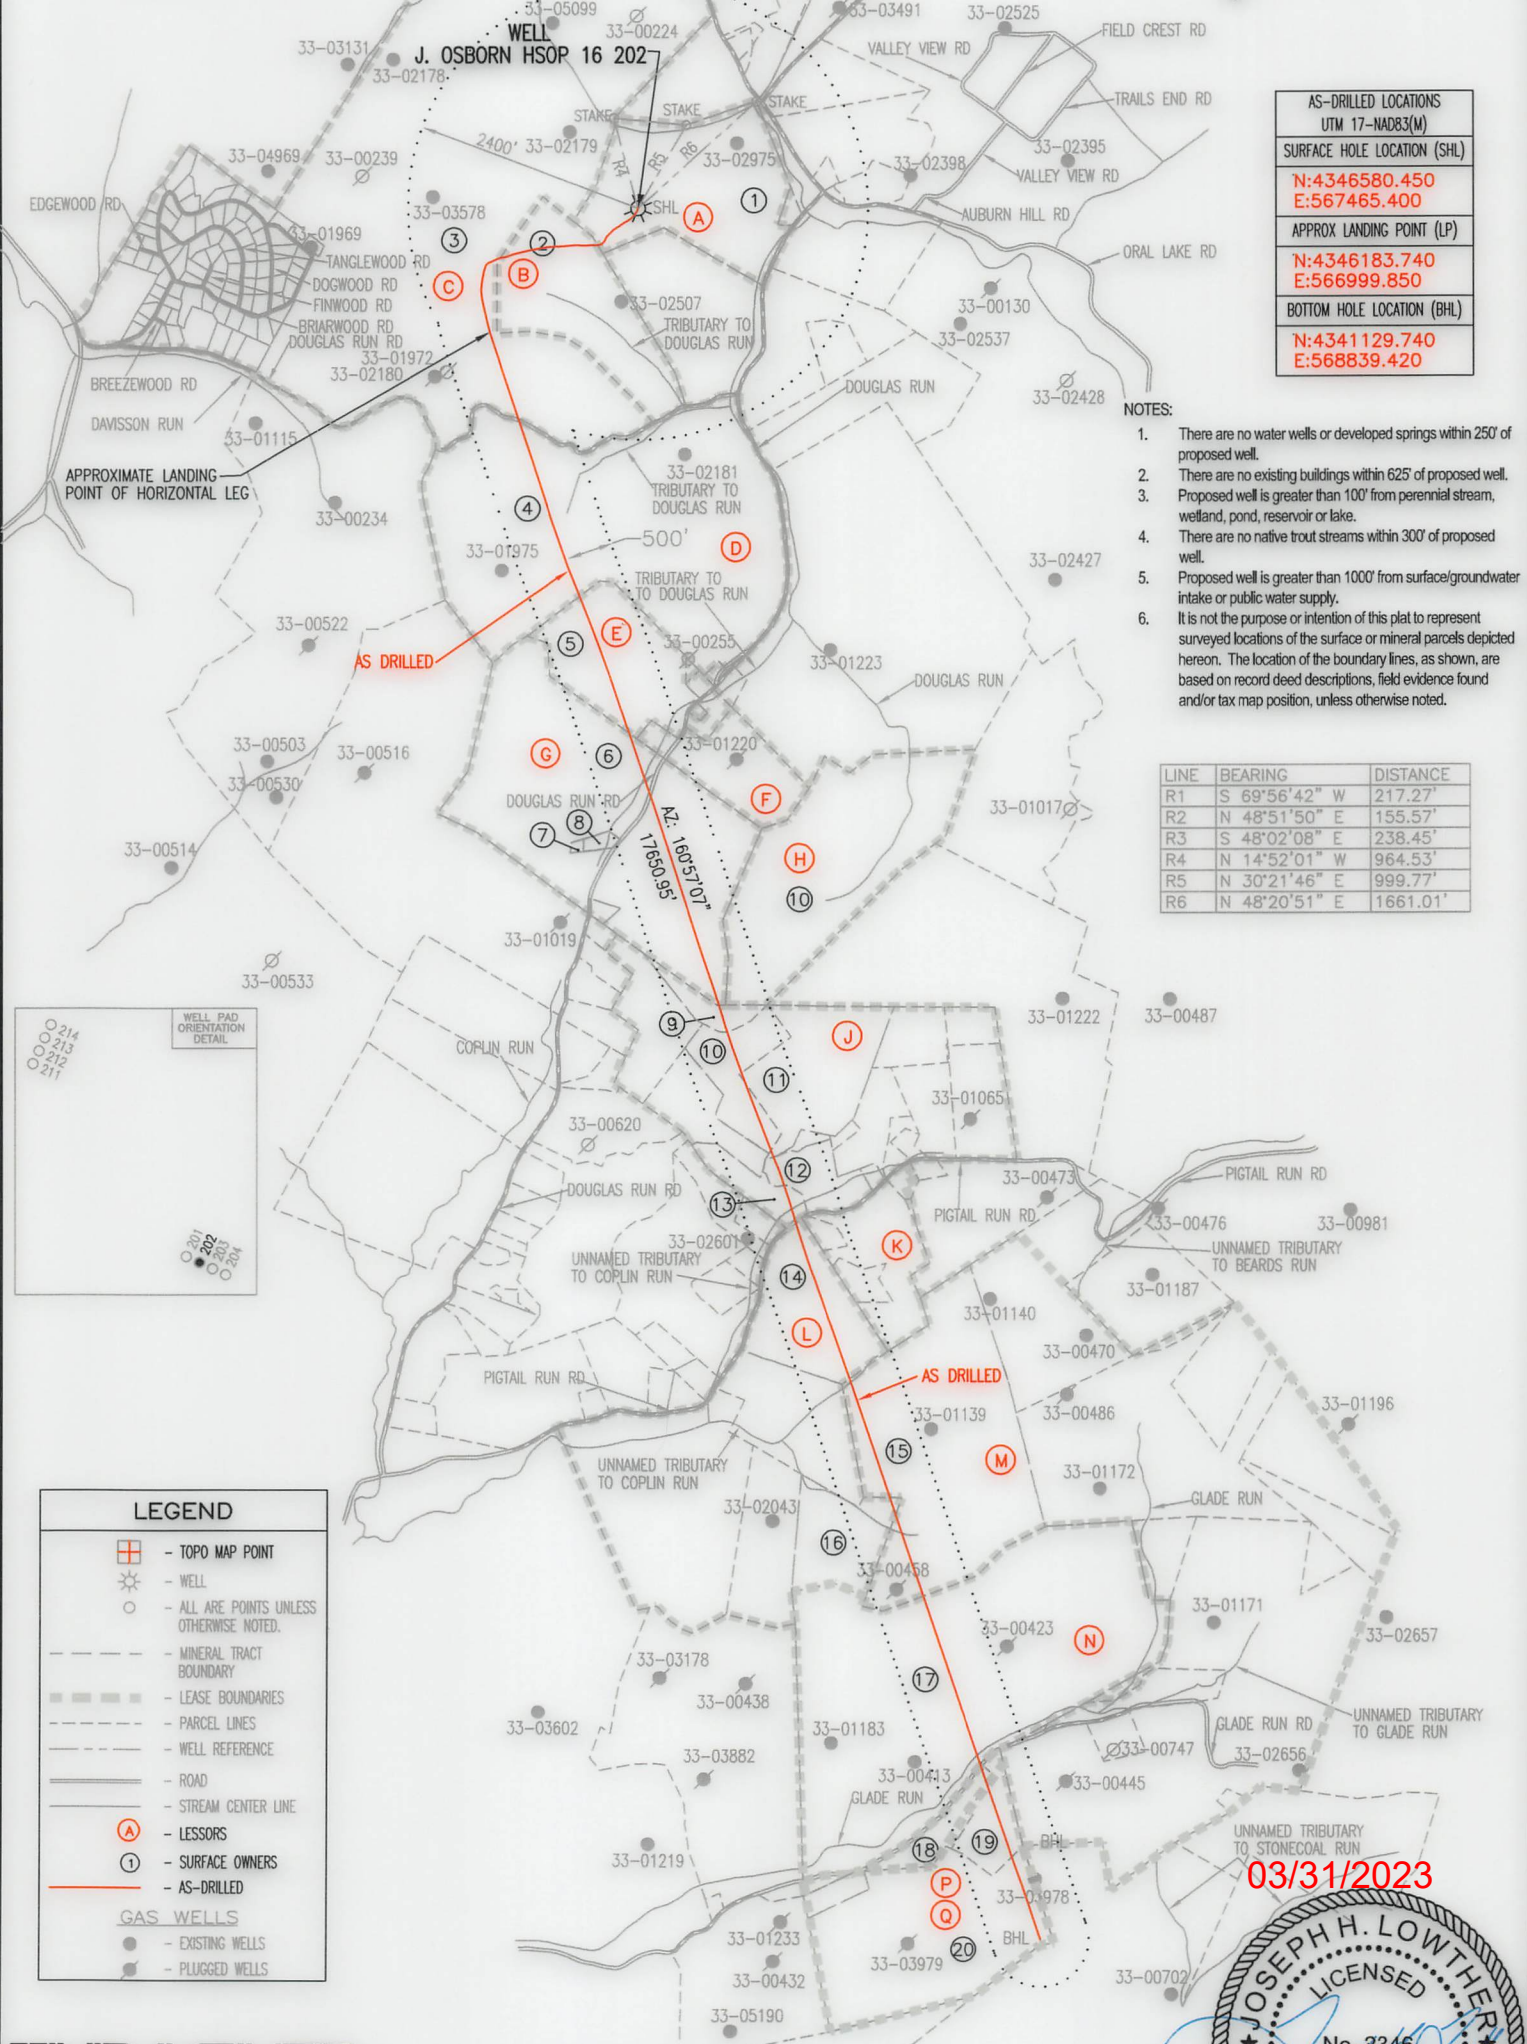 33-05099
33-00224
33-03491
33-02525
WELL
J. OSBORN HSOP 16 202
FIELD CREST RD
VALLEY VIEW RD
33-03131
33-02178
STAKE
STAKE
STAKE
TRAILS END RD
2400'
33-02179
R4
R5
R6
33-02975
33-02398
33-02395
VALLEY VIEW RD
33-04969
33-00239
EDGEWOOD RD
33-03578
SHL
A
1
AUBURN HILL RD
33-01969
3
2
ORAL LAKE RD
TANGLEWOOD RD
DOGWOOD RD
FINWOOD RD
BRIARWOOD RD
DOUGLAS RUN RD
C
B
33-02507
TRIBUTARY TO
DOUGLAS RUN
33-00130
33-02537
33-01972
33-02180
BREEZEWOOD RD
DAVISSON RUN
DOUGLAS RUN
33-02428
33-01115
APPROXIMATE LANDING
POINT OF HORIZONTAL LEG
33-00234
33-02181
TRIBUTARY TO
DOUGLAS RUN
4
500'
D
33-01975
TRIBUTARY TO
TO DOUGLAS RUN
33-02427
33-00522
5
E
33-00255
AS DRILLED
33-01223
DOUGLAS RUN
33-00503
33-00516
G
6
33-01220
33-00530
DOUGLAS RUN RD
F
33-01017
7
8
AZ: 160°57'07"
17650.95'
33-00514
H
10
33-01019
33-00533
33-01222
33-00487
9
10
J
11
COPLIN RUN
33-01065
33-00620
12
DOUGLAS RUN RD
13
33-00473
PIGTAIL RUN RD
PIGTAIL RUN RD
33-00476
33-00981
33-02601
K
UNNAMED TRIBUTARY
TO COPLIN RUN
UNNAMED TRIBUTARY
TO BEARDS RUN
14
33-01187
33-01140
L
33-00470
PIGTAIL RUN RD
AS DRILLED
33-01139
33-00486
33-01196
15
M
UNNAMED TRIBUTARY
TO COPLIN RUN
33-01172
GLADE RUN
33-02043
16
33-00458
33-00423
N
33-01171
33-02657
33-03178
33-00438
17
33-03602
33-01183
GLADE RUN RD
UNNAMED TRIBUTARY
TO GLADE RUN
33-03882
33-00413
33-00747
33-02656
33-00445
GLADE RUN
18
19
BHL
UNNAMED TRIBUTARY
TO STONECOAL RUN
33-01219
P
Q
33-03978
33-01233
BHL
20
33-03979
33-00432
33-00702
33-05190
AS-DRILLED LOCATIONS
UTM 17-NAD83(M)
SURFACE HOLE LOCATION (SHL)
N:4346580.450
E:567465.400
APPROX LANDING POINT (LP)
N:4346183.740
E:566999.850
BOTTOM HOLE LOCATION (BHL)
N:4341129.740
E:568839.420
NOTES:
1. There are no water wells or developed springs within 250' of
proposed well.
2. There are no existing buildings within 625' of proposed well.
3. Proposed well is greater than 100' from perennial stream,
wetland, pond, reservoir or lake.
4. There are no native trout streams within 300' of proposed
well.
5. Proposed well is greater than 1000' from surface/groundwater
intake or public water supply.
6. It is not the purpose or intention of this plat to represent
surveyed locations of the surface or mineral parcels depicted
hereon. The location of the boundary lines, as shown, are
based on record deed descriptions, field evidence found
and/or tax map position, unless otherwise noted.
LINE BEARING DISTANCE
R1 S 69°56'42" W 217.27'
R2 N 48°51'50" E 155.57'
R3 S 48°02'08" E 238.45'
R4 N 14°52'01" W 964.53'
R5 N 30°21'46" E 999.77'
R6 N 48°20'51" E 1661.01'
WELL PAD
ORIENTATION
DETAIL
214
213
212
211
201
202
203
204
LEGEND
- TOPO MAP POINT
- WELL
- ALL ARE POINTS UNLESS
OTHERWISE NOTED.
- MINERAL TRACT
BOUNDARY
- LEASE BOUNDARIES
- PARCEL LINES
- WELL REFERENCE
- ROAD
- STREAM CENTER LINE
A - LESSORS
1 - SURFACE OWNERS
- AS-DRILLED
GAS WELLS
- EXISTING WELLS
- PLUGGED WELLS
03/31/2023
JOSEPH H. LOWTHER
LICENSED
No. 2346